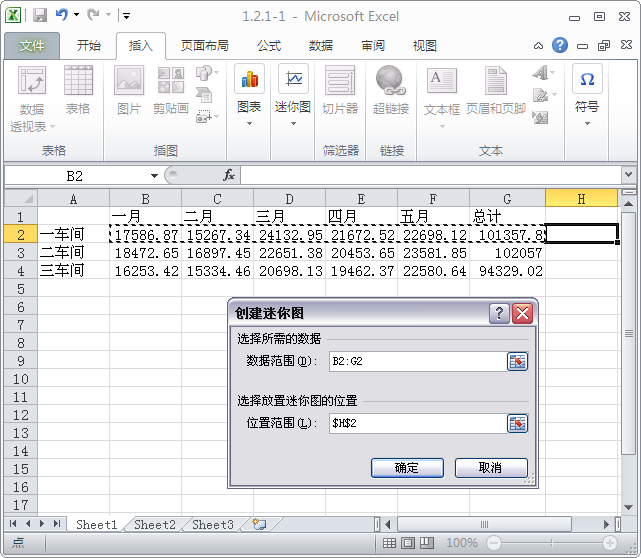 1.2.1-1 - Microsoft Excel
文件 开始 插入 页面布局 公式 数据 审阅 视图
数据透视表 表格 图片 剪贴画 图表 迷你图 切片器 超链接 文本框 页眉和页脚 符号
表格 插图 筛选器 链接 文本
B2 fx
A B C D E F G H
1 一月 二月 三月 四月 五月 总计
2 一车间 17586.87 15267.34 24132.95 21672.52 22698.12 101357.8
3 二车间 18472.65 16897.45 22651.38 20453.65 23581.85 102057
4 三车间 16253.42 15334.46 20698.13 19462.37 22580.64 94329.02
5
6
7
8
9
10
11
12
13
14
15
16
17
创建迷你图
选择所需的数据
数据范围(D): B2:G2
选择放置迷你图的位置
位置范围(L): $H$2
确定 取消
Sheet1 Sheet2 Sheet3
点 100%